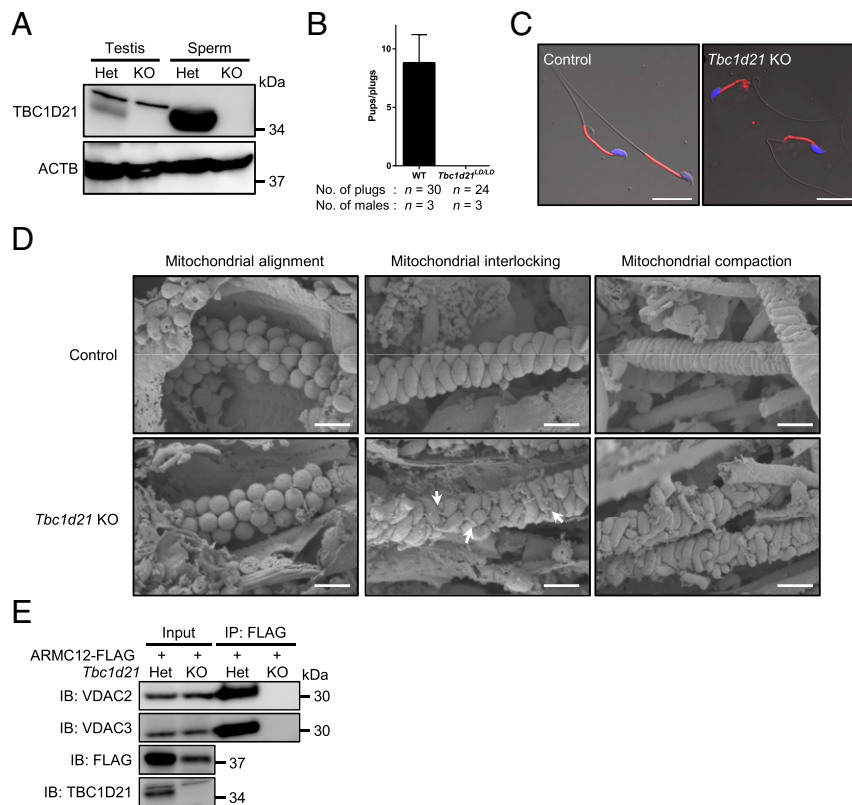 A
Testis Sperm
Het KO Het KO
kDa
TBC1D21
34
ACTB
37
B
Pups/plugs
10
5
0
WT Tbc1d21LD/LD
No. of plugs : n = 30 n = 24
No. of males : n = 3 n = 3
C
Control
Tbc1d21 KO
D
Mitochondrial alignment Mitochondrial interlocking Mitochondrial compaction
Control
Tbc1d21 KO
E
Input IP: FLAG
ARMC12-FLAG + + + +
Tbc1d21 Het KO Het KO kDa
IB: VDAC2 30
IB: VDAC3 30
IB: FLAG 37
IB: TBC1D21 34